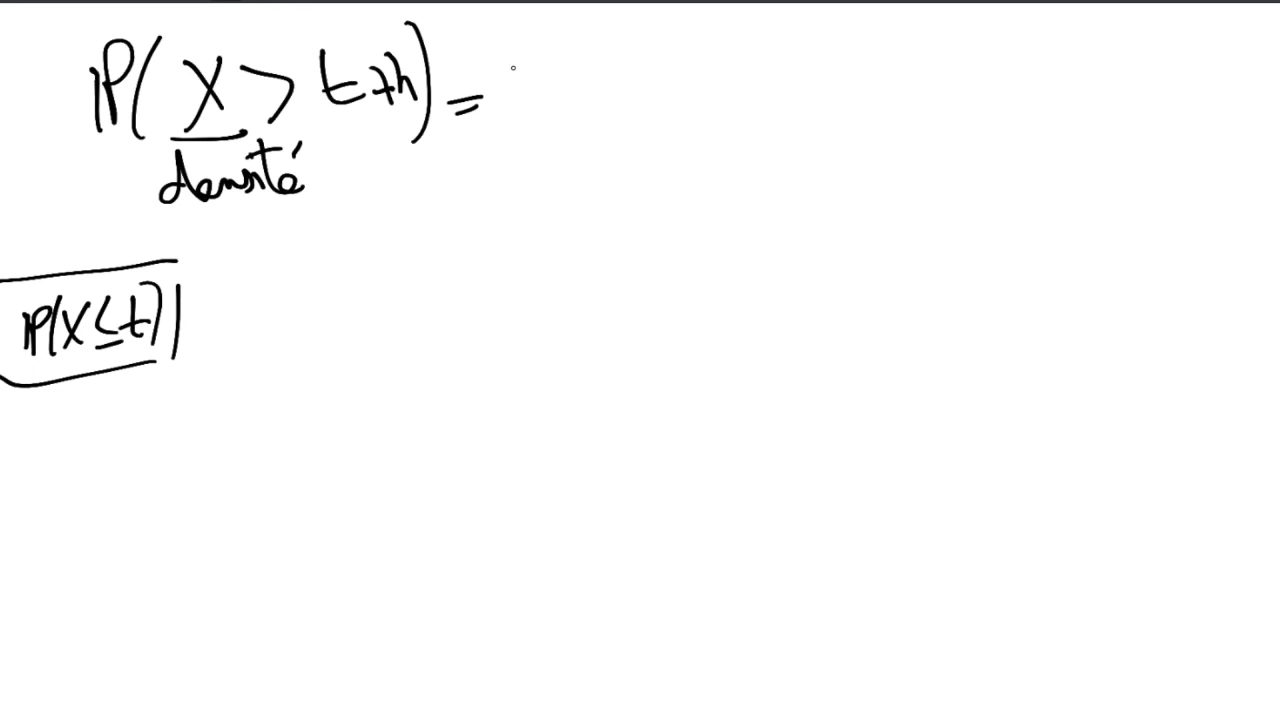 ℙ( X > t+h) =
densité
ℙ(X ≤ t)